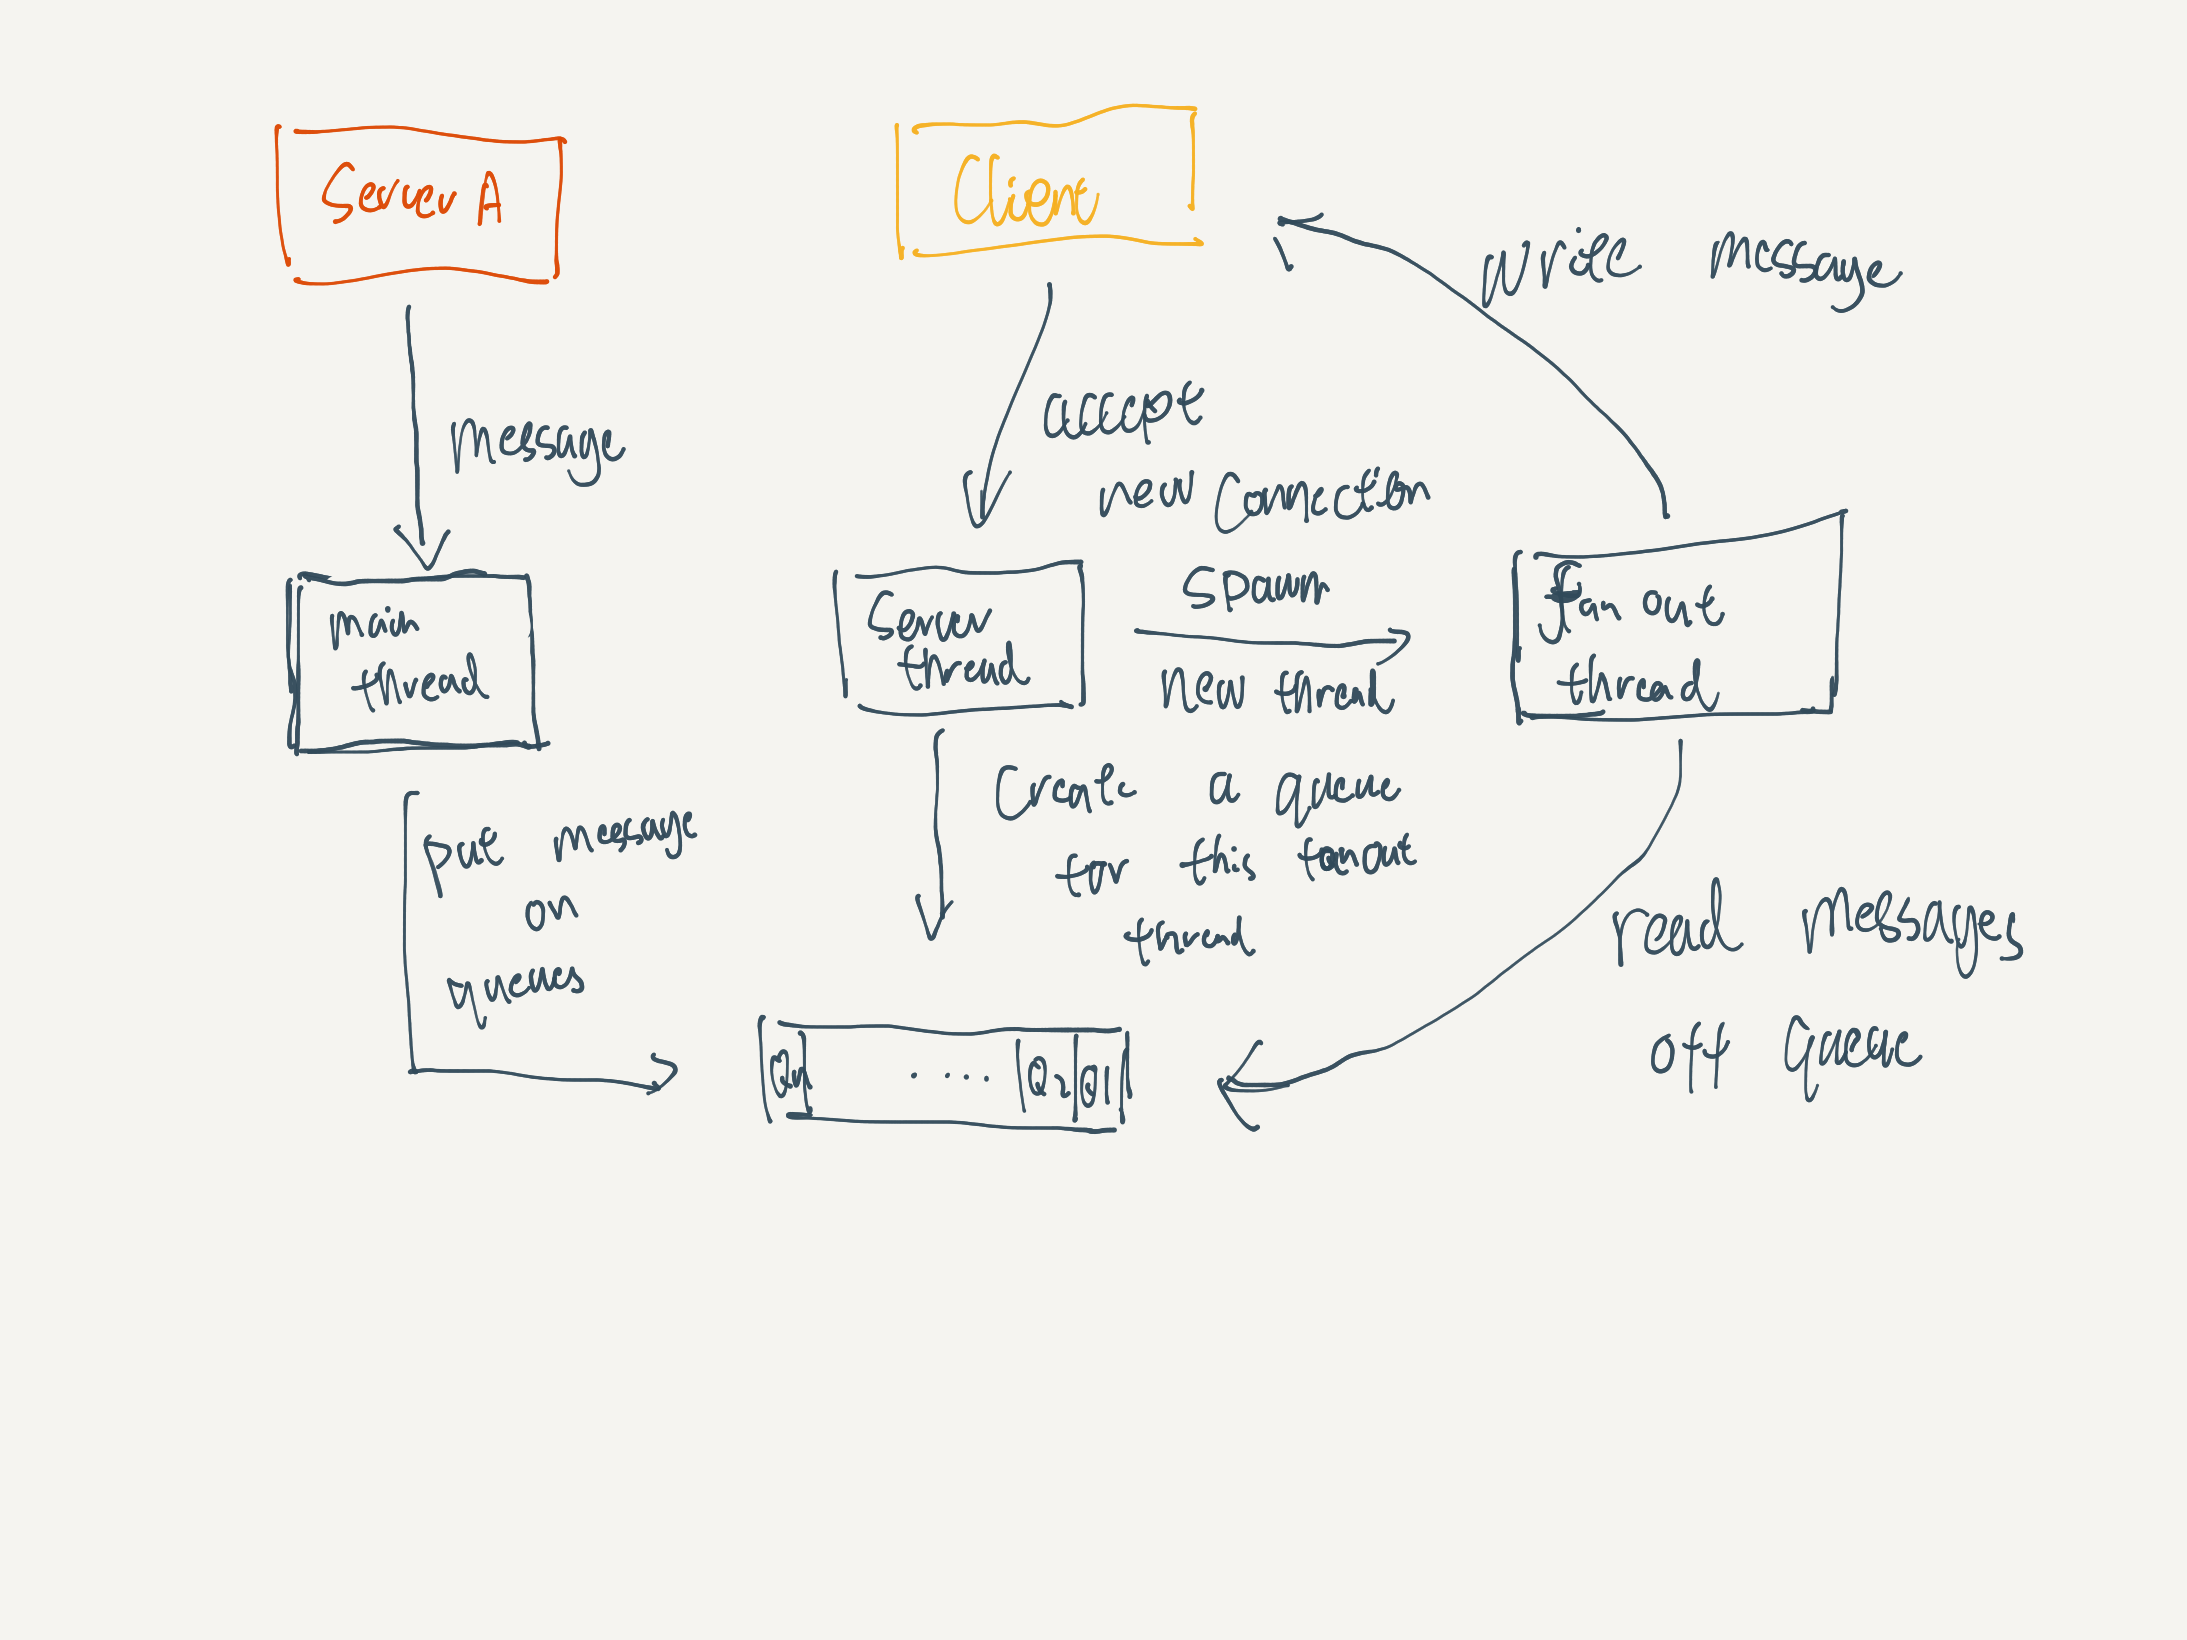 Server A
Client
write message
message
accept
new Connection
main
thread
Server
thread
spawn
new thread
fan out
thread
put message
on
queues
Create a queue
for this fanout
thread
read messages
off queue
Qn .... Q2 Q1